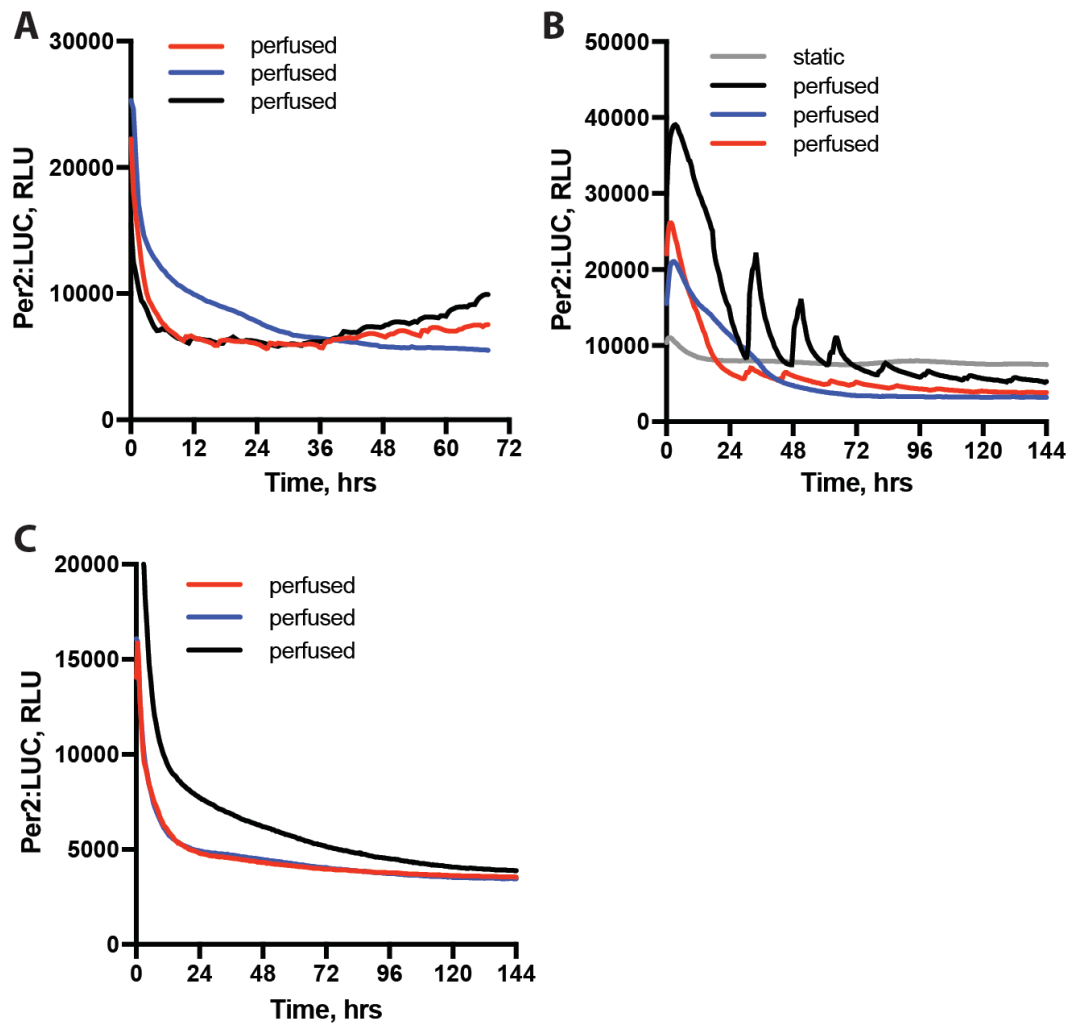 A
30000
20000
10000
0
Per2:LUC, RLU
perfused
perfused
perfused
0 12 24 36 48 60 72
Time, hrs
B
50000
40000
30000
20000
10000
0
Per2:LUC, RLU
static
perfused
perfused
perfused
0 24 48 72 96 120 144
Time, hrs
C
20000
15000
10000
5000
0
Per2:LUC, RLU
perfused
perfused
perfused
0 24 48 72 96 120 144
Time, hrs